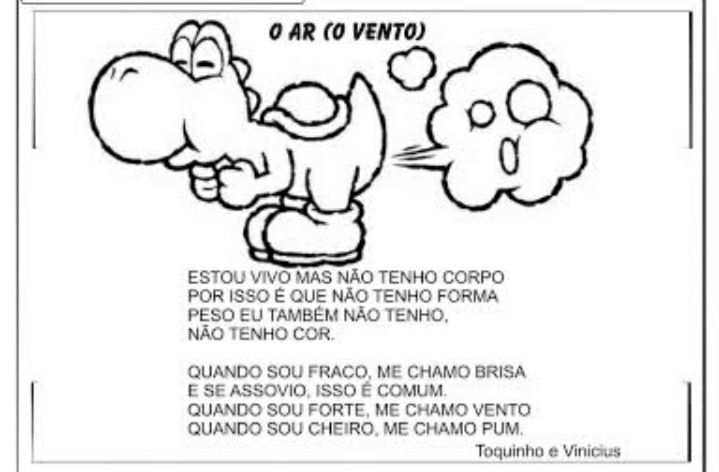 O AR (O VENTO)
ESTOU VIVO MAS NÃO TENHO CORPO
POR ISSO É QUE NÃO TENHO FORMA
PESO EU TAMBÉM NÃO TENHO,
NÃO TENHO COR.
QUANDO SOU FRACO, ME CHAMO BRISA
E SE ASSOVIO, ISSO É COMUM.
QUANDO SOU FORTE, ME CHAMO VENTO
QUANDO SOU CHEIRO, ME CHAMO PUM.
Toquinho e Vinicius